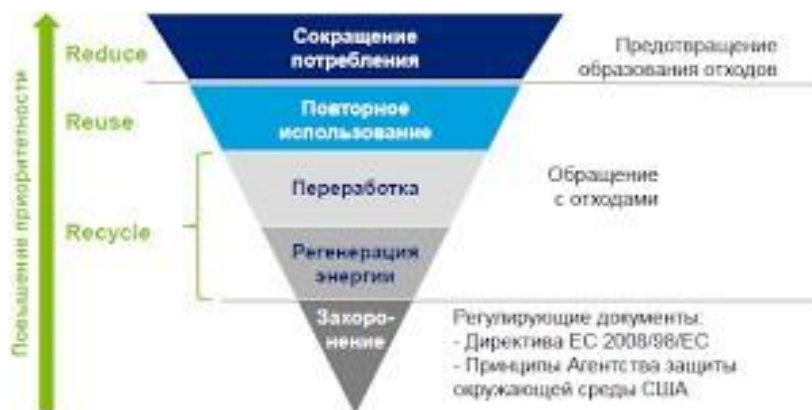 Повышение приоритетности
Reduce
Сокращение
потребления
Предотвращение
образования отходов
Reuse
Повторное
использование
Recycle
Переработка
Обращение
с отходами
Регенерация
энергии
Захоро-
нение
Регулирующие документы:
- Директива ЕС 2008/98/ЕС
- Принципы Агентства защиты
окружающей среды США